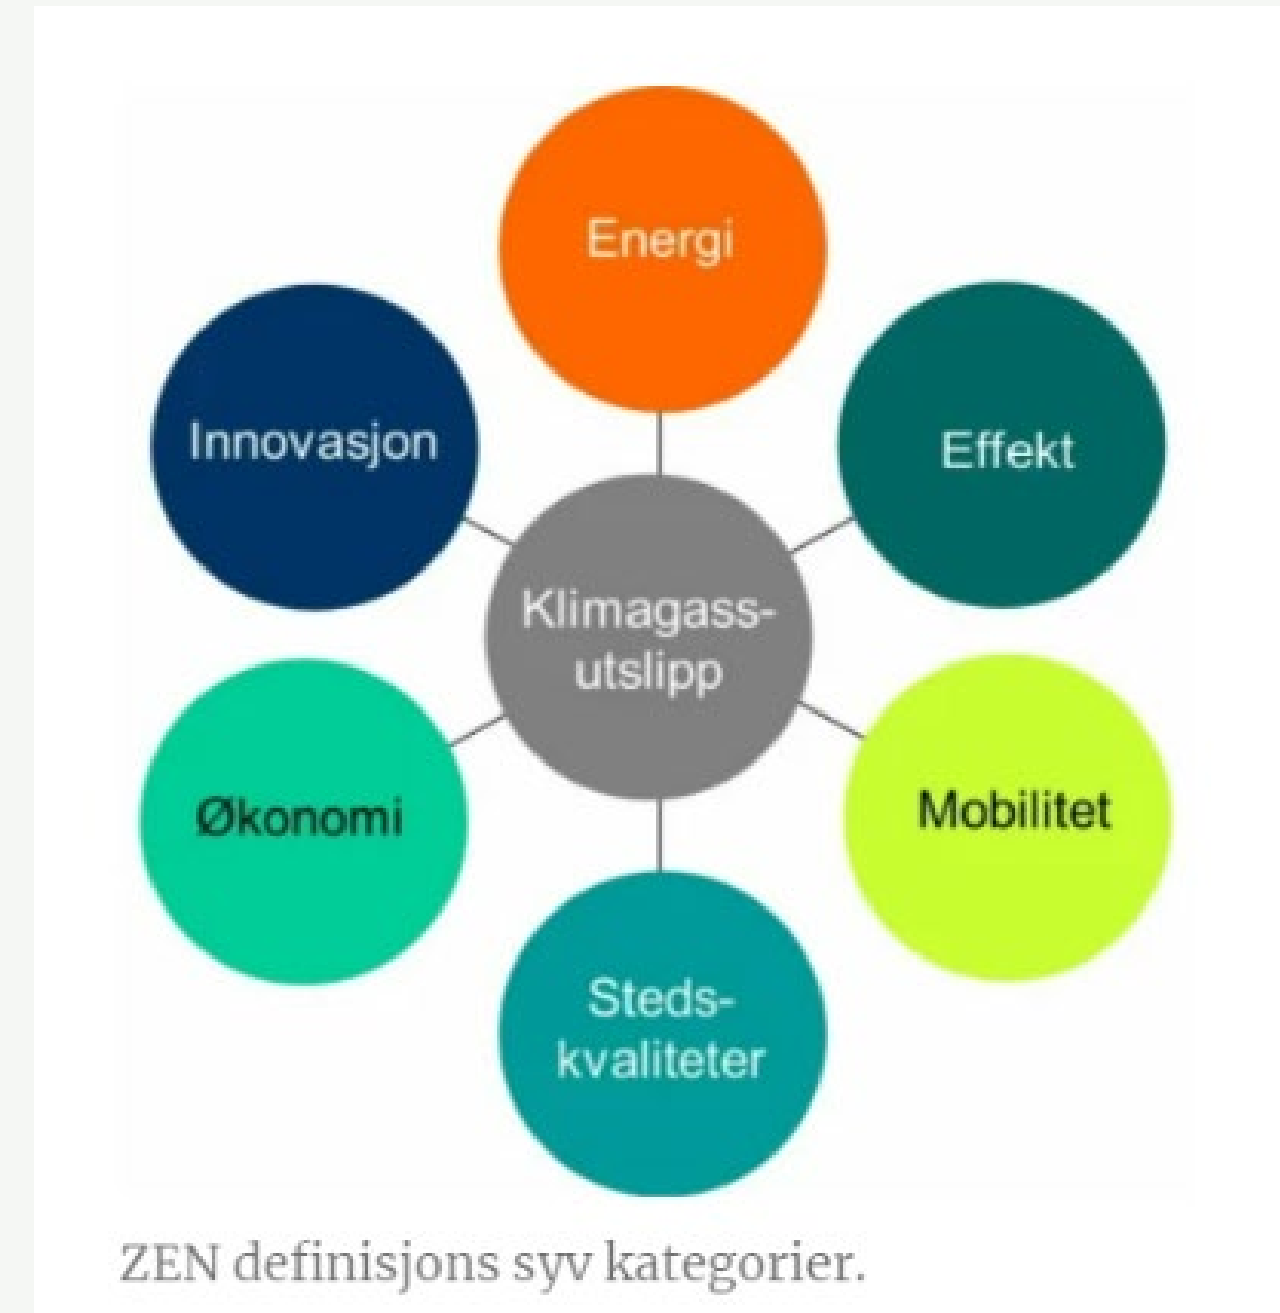 Energi
Innovasjon
Effekt
Klimagass-
utslipp
Økonomi
Mobilitet
Steds-
kvaliteter
ZEN definisjons syv kategorier.